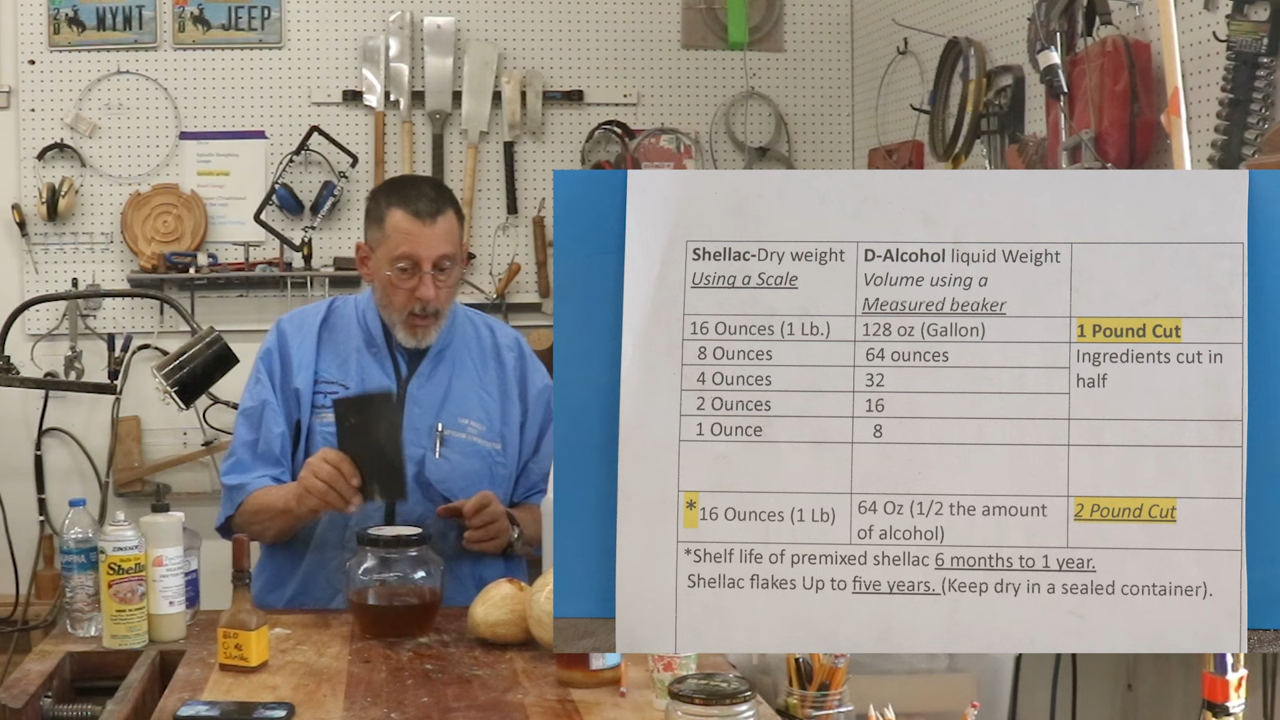 WYNT
JEEP
Shellac-Dry weight
Using a Scale
D-Alcohol liquid Weight
Volume using a
Measured beaker
16 Ounces (1 Lb.)
128 oz (Gallon)
1 Pound Cut
8 Ounces
64 ounces
Ingredients cut in
half
4 Ounces
32
2 Ounces
16
1 Ounce
8
*16 Ounces (1 Lb)
64 Oz (1/2 the amount
of alcohol)
2 Pound Cut
*Shelf life of premixed shellac 6 months to 1 year.
Shellac flakes Up to five years. (Keep dry in a sealed container).
ZINSSER
Shellac
BLO